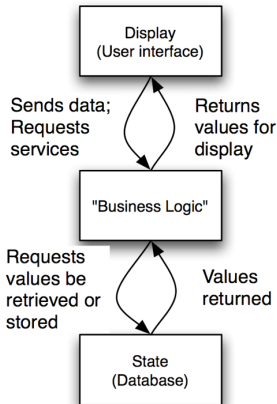 Display
(User interface)
Sends data;
Requests
services
Returns
values for
display
"Business Logic"
Requests
values be
retrieved or
stored
Values
returned
State
(Database)